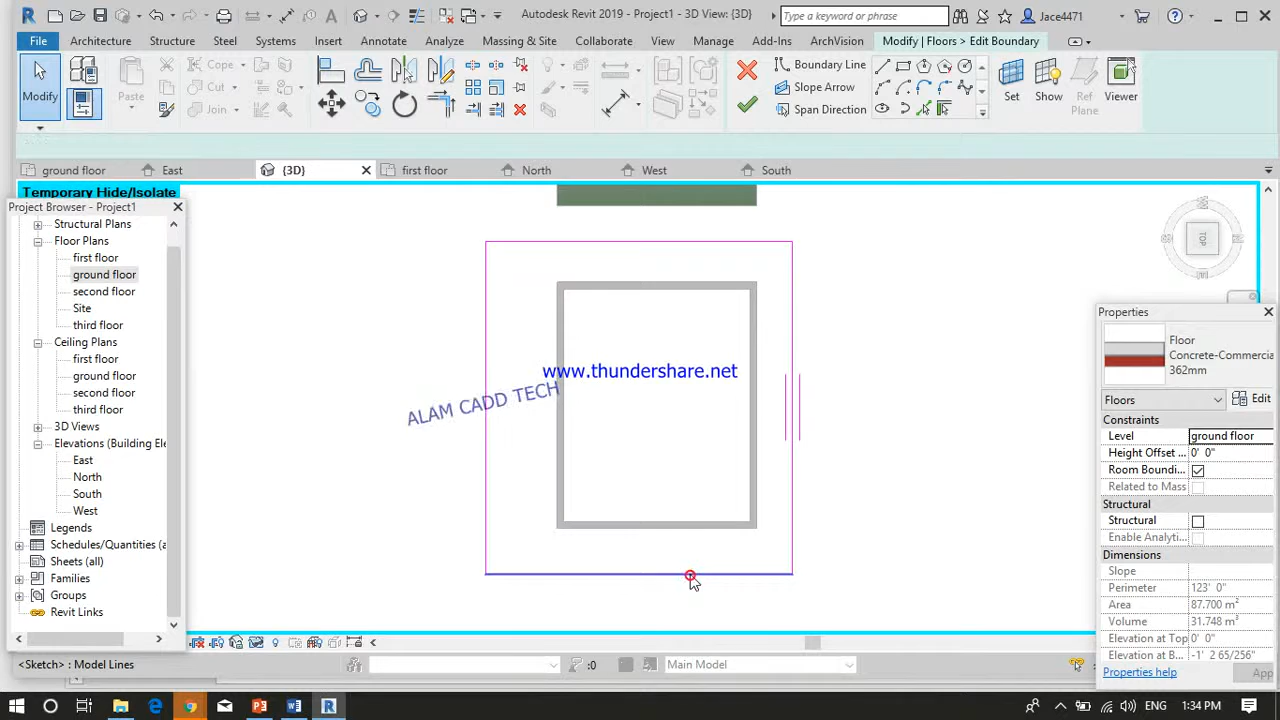 Autodesk Revit 2019 - Project1 - 3D View: {3D}
Type a keyword or phrase
Jace4471
File
Architecture
Structure
Steel
Systems
Insert
Annotate
Analyze
Massing & Site
Collaborate
View
Manage
Add-Ins
ArchVision
Modify | Floors > Edit Boundary
Modify
Paste
Cope
Cut
Join
Boundary Line
Slope Arrow
Span Direction
Set
Show
Ref
Plane
Viewer
ground floor
East
{3D}
first floor
North
West
South
Temporary Hide/Isolate
Project Browser - Project1
Structural Plans
Floor Plans
first floor
ground floor
second floor
Site
third floor
Ceiling Plans
first floor
ground floor
second floor
third floor
3D Views
Elevations (Building Ele
East
North
South
West
Legends
Schedules/Quantities (a
Sheets (all)
Families
Groups
Revit Links
www.thundershare.net
ALAM CADD TECH
TOP
Properties
Floor
Concrete-Commercia
362mm
Floors
Edit
Constraints
Level
ground floor
Height Offset ...
0' 0"
Room Boundi...
Related to Mass
Structural
Structural
Enable Analyti...
Dimensions
Slope
Perimeter
123' 0"
Area
87.700 m²
Volume
31.748 m³
Elevation at Top
0' 0"
Elevation at B...
-1' 2 65/256"
Properties help
App
<Sketch> : Model Lines
:0
Main Model
1:34 PM